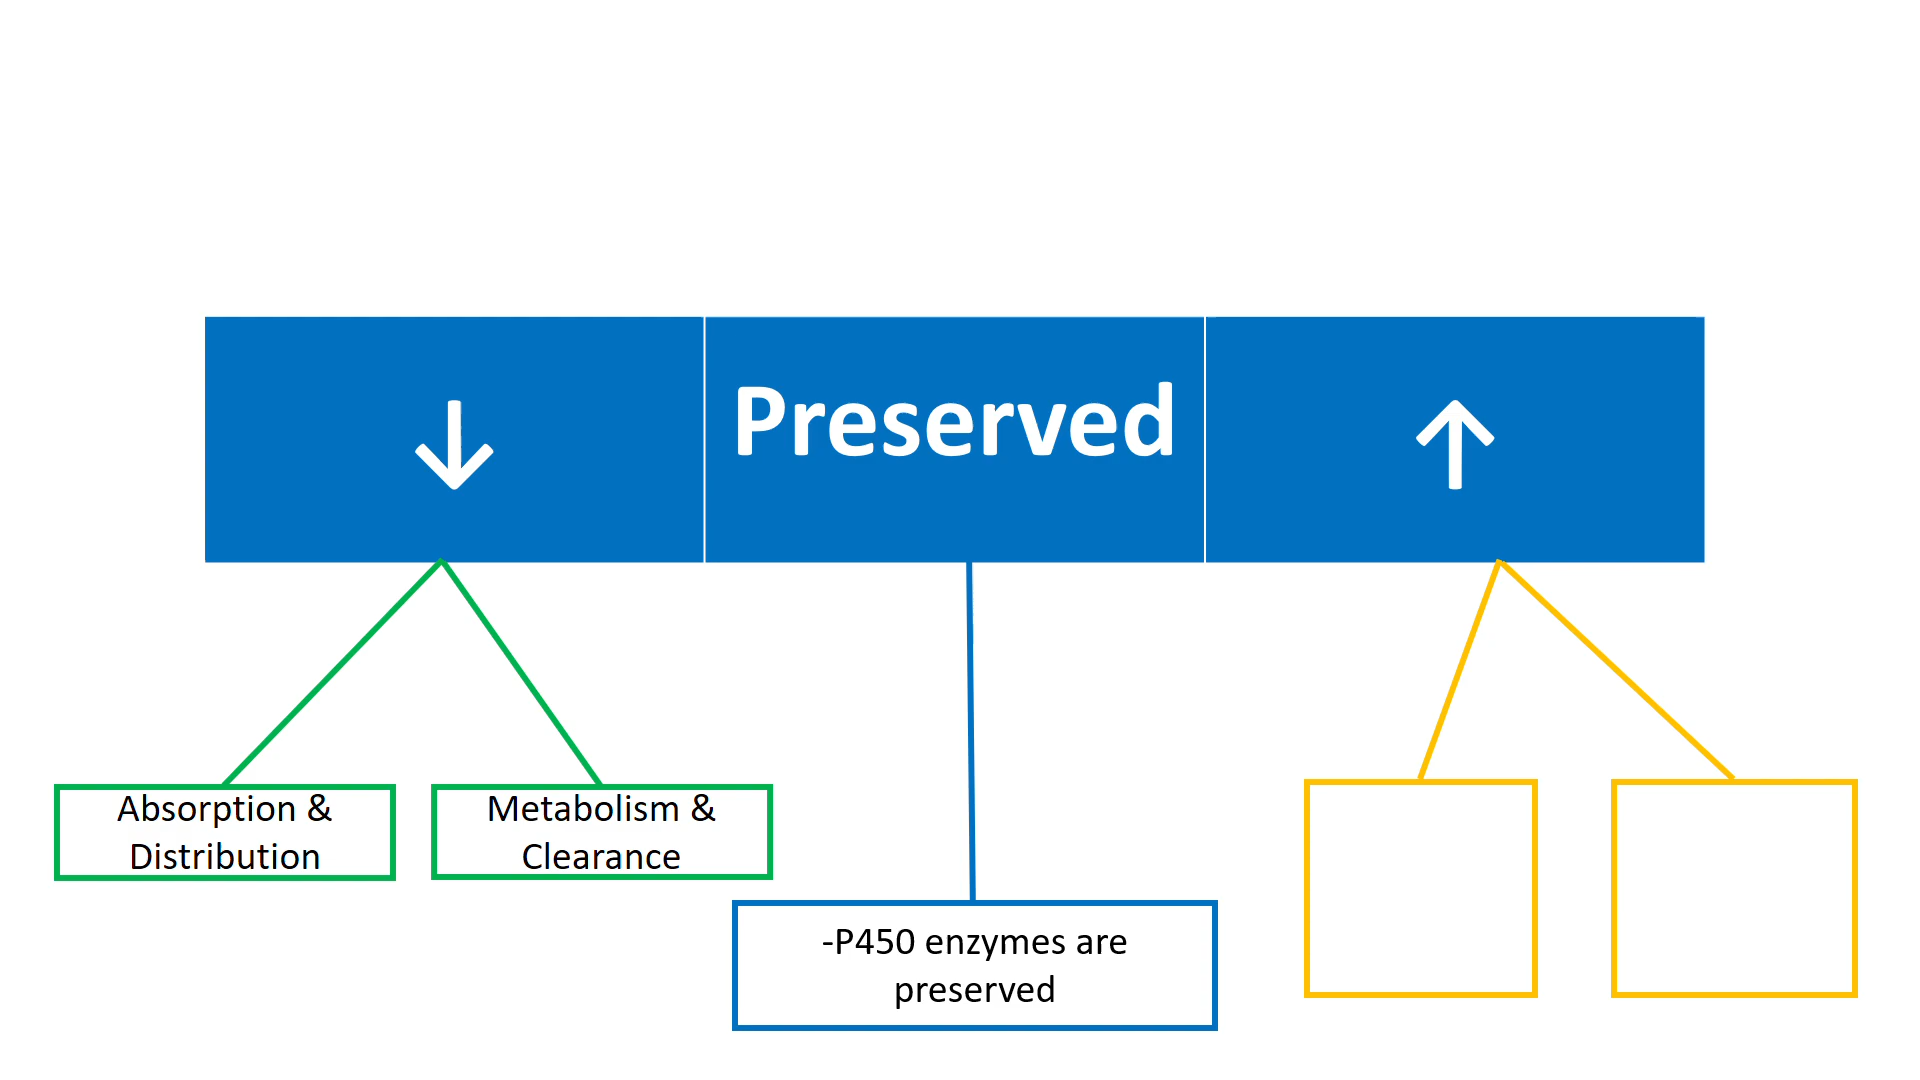 ↓
Preserved
↑
Absorption &
Distribution
Metabolism &
Clearance
-P450 enzymes are
preserved